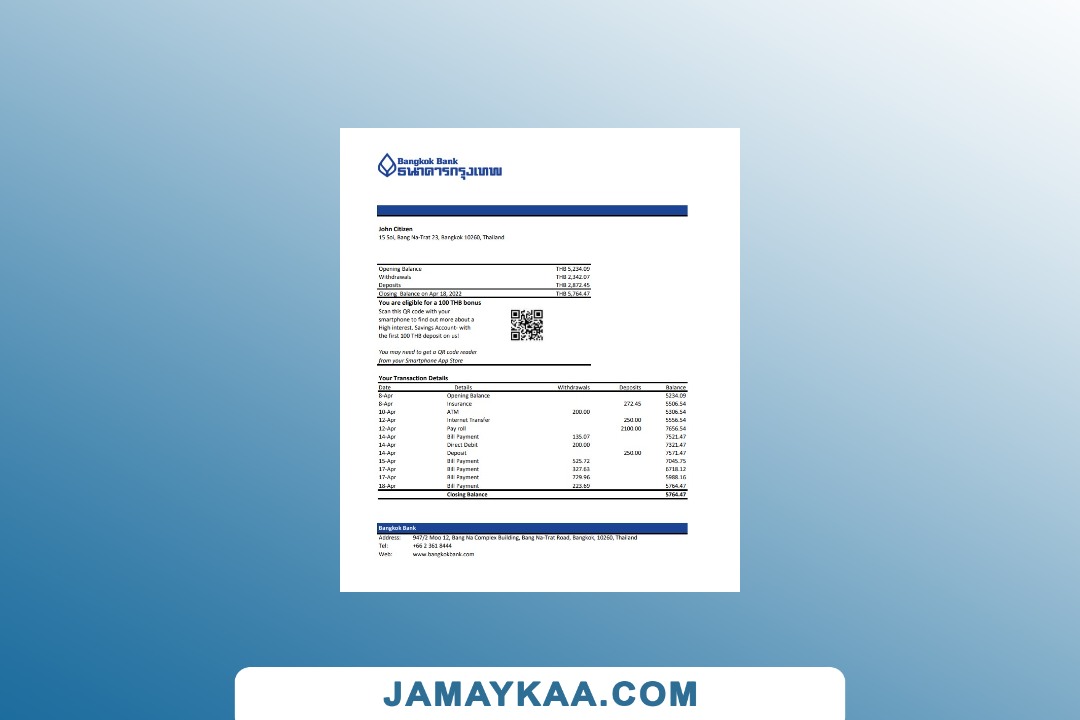 Bangkok Bank
ธนาคารกรุงเทพ
John Citizen
15 Soi, Bang Na-Trat 23, Bangkok 10260, Thailand
Opening Balance THB 5,234.09
Withdrawals THB 2,342.07
Deposits THB 2,872.45
Closing Balance on Apr 18, 2022 THB 5,764.47
You are eligible for a 100 THB bonus
Scan this QR code with your
smartphone to find out more about a
High interest, Savings Account- with
the first 100 THB deposit on us!
You may need to get a QR code reader
from your Smartphone App Store
Your Transaction Details
Date Details Withdrawals Deposits Balance
8-Apr Opening Balance 5234.09
8-Apr Insurance 272.45 5506.54
10-Apr ATM 200.00 5306.54
12-Apr Internet Transfer 250.00 5556.54
12-Apr Pay roll 2100.00 7656.54
14-Apr Bill Payment 135.07 7521.47
14-Apr Direct Debit 200.00 7321.47
14-Apr Deposit 250.00 7571.47
15-Apr Bill Payment 525.72 7045.75
17-Apr Bill Payment 327.63 6718.12
17-Apr Bill Payment 729.96 5988.16
18-Apr Bill Payment 223.69 5764.47
Closing Balance 5764.47
Bangkok Bank
Address: 947/2 Moo 12, Bang Na Complex Building, Bang Na-Trat Road, Bangkok, 10260, Thailand
Tel: +66 2 361 8444
Web: www.bangkokbank.com
JAMAYKAA.COM